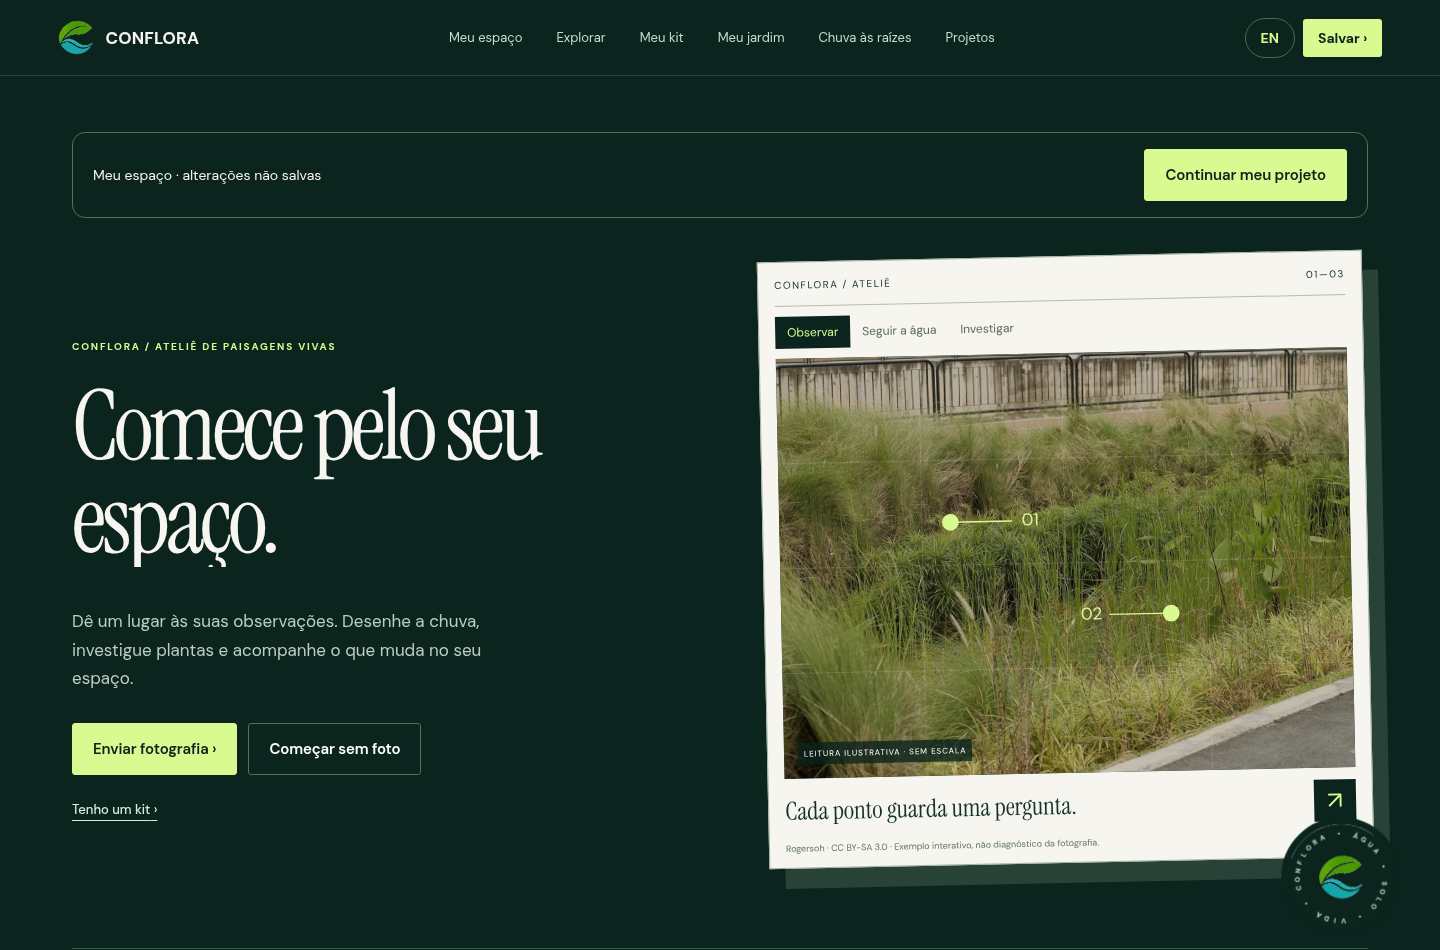 CONFLORA
Meu espaço
Explorar
Meu kit
Meu jardim
Chuva às raízes
Projetos
EN
Salvar ›
Meu espaço · alterações não salvas
Continuar meu projeto
CONFLORA / ATELIÊ DE PAISAGENS VIVAS
Comece pelo seu
espaço.
Dê um lugar às suas observações. Desenhe a chuva,
investigue plantas e acompanhe o que muda no seu
espaço.
Enviar fotografia ›
Começar sem foto
Tenho um kit ›
CONFLORA / ATELIÊ
01—03
Observar
Seguir a água
Investigar
01
02
LEITURA ILUSTRATIVA · SEM ESCALA
Cada ponto guarda uma pergunta.
Rogersoh · CC BY-SA 3.0 · Exemplo interativo, não diagnóstico da fotografia.
CONFLORA • ÁGUA • SOLO • VIDA •